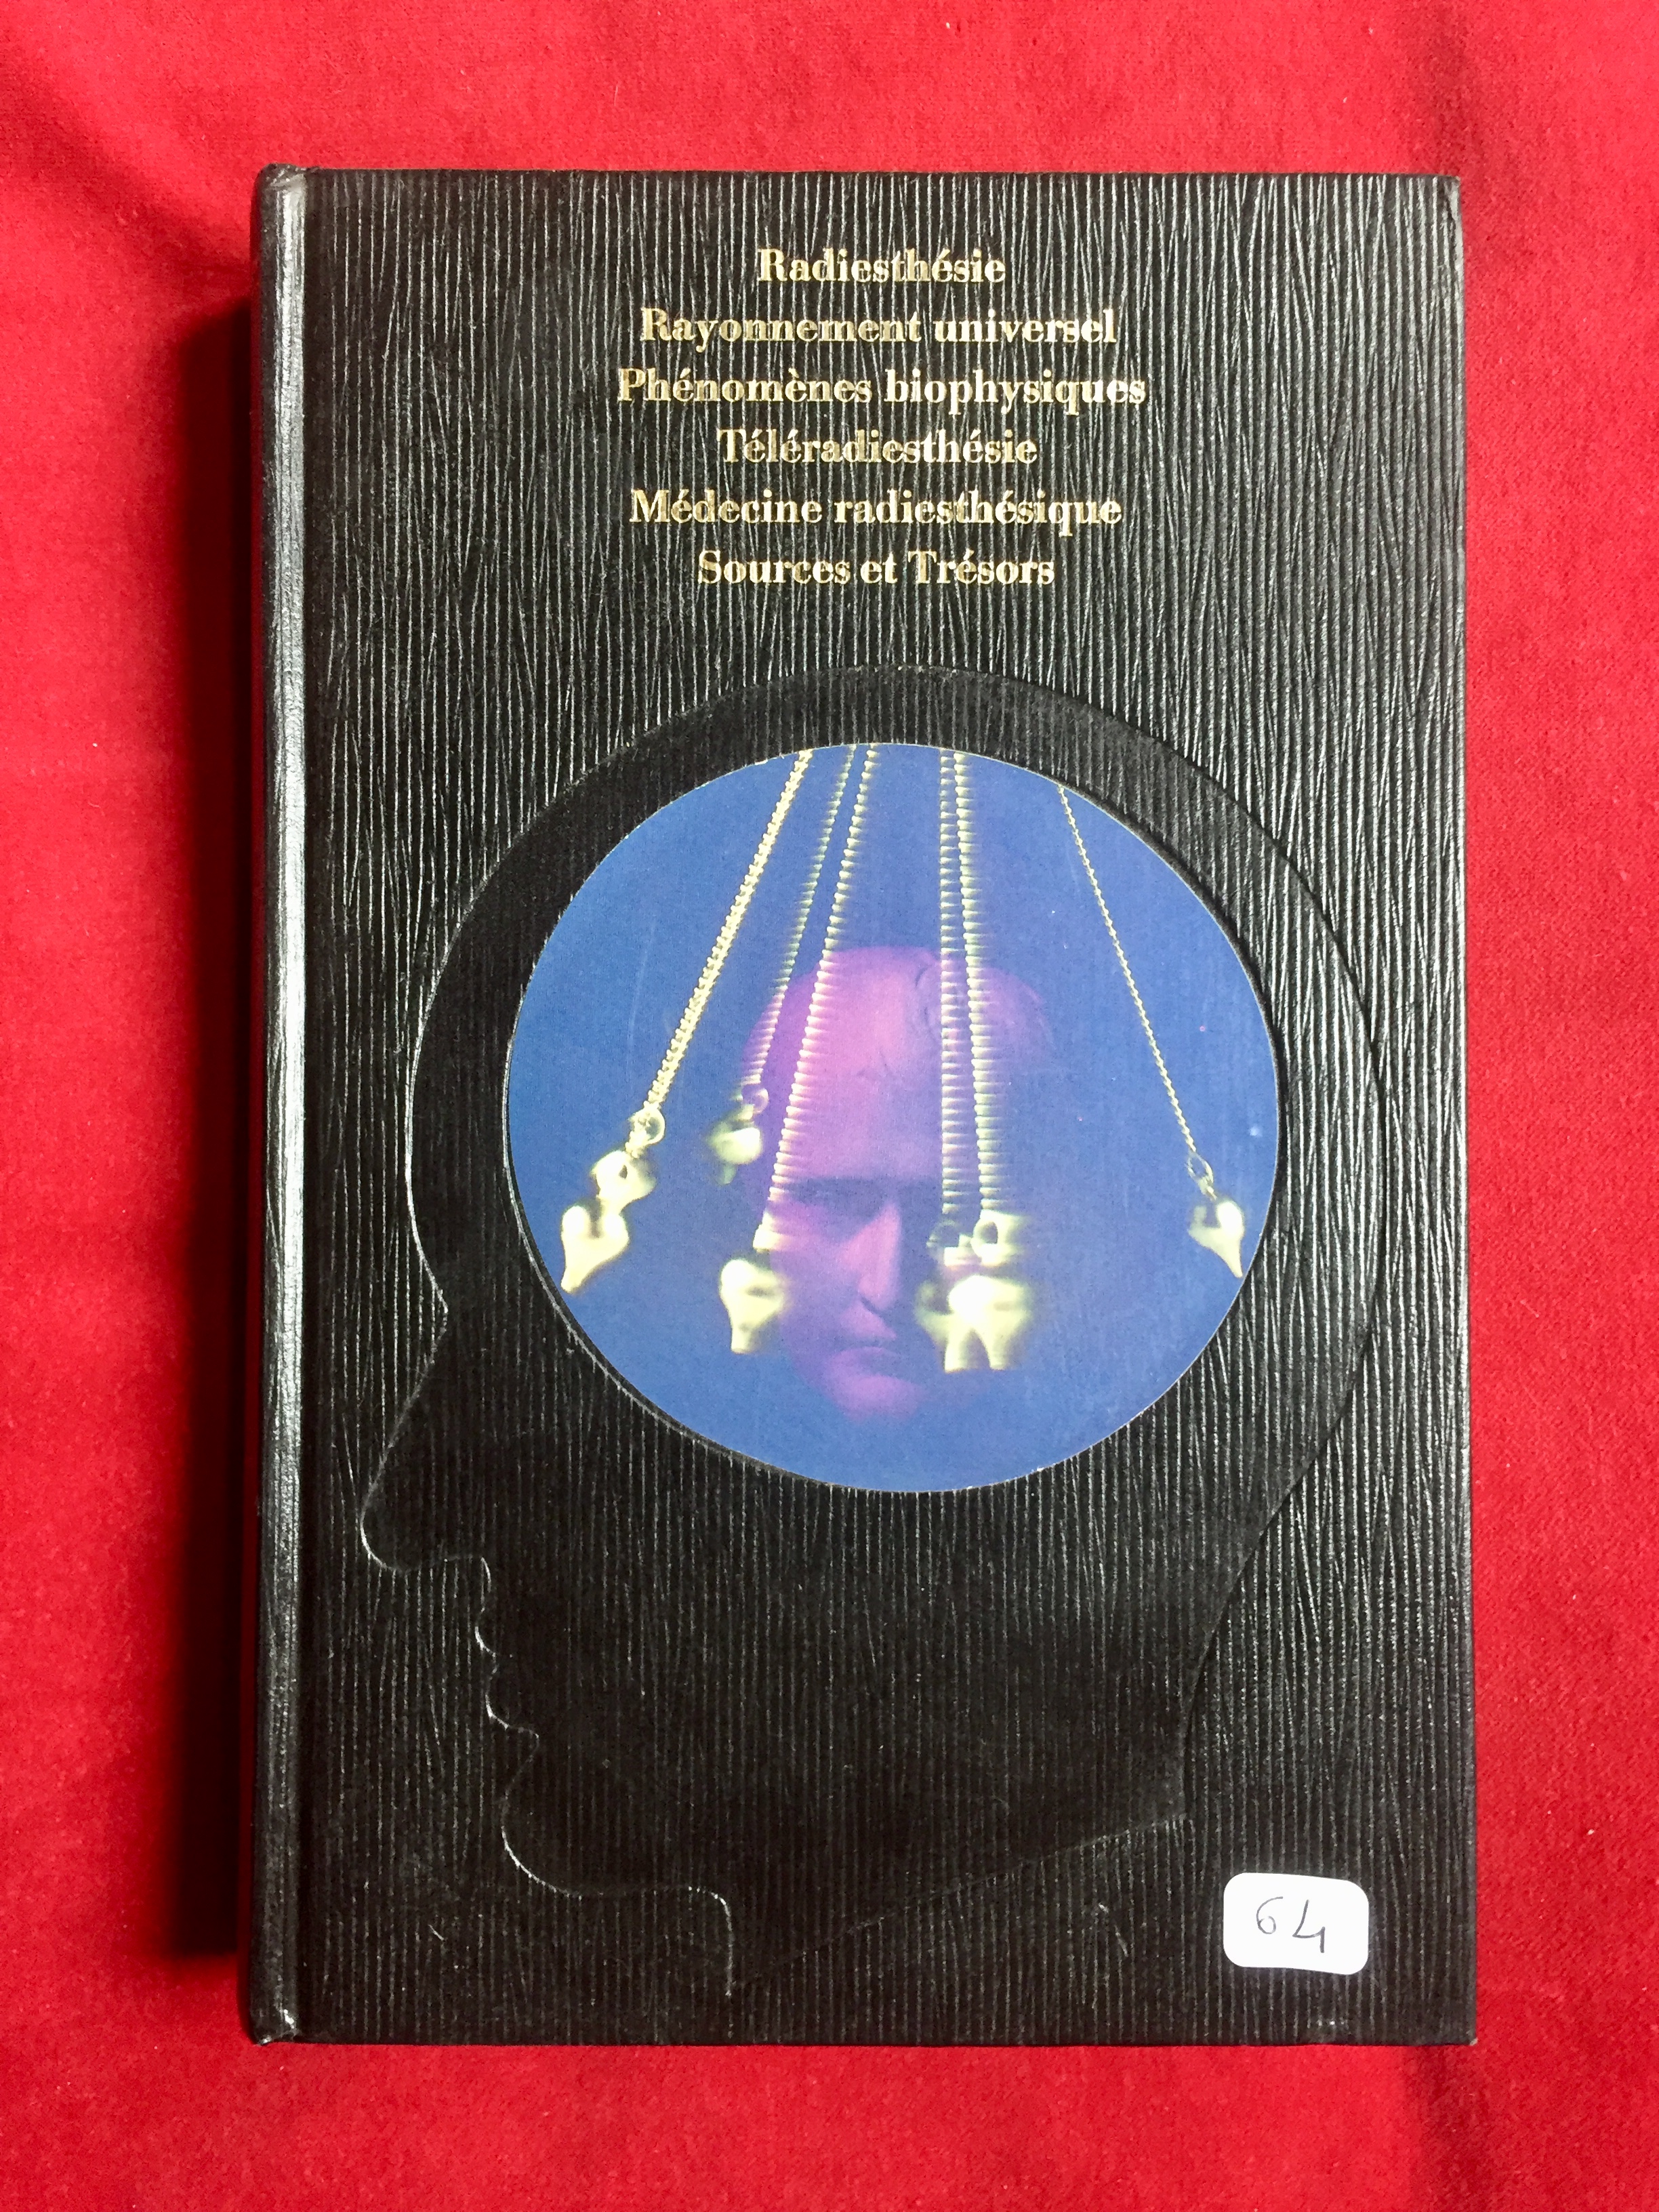 Radiesthésie
Rayonnement universel
Phénomènes biophysiques
Téléradiesthésie
Médecine radiesthésique
Sources et Trésors
64